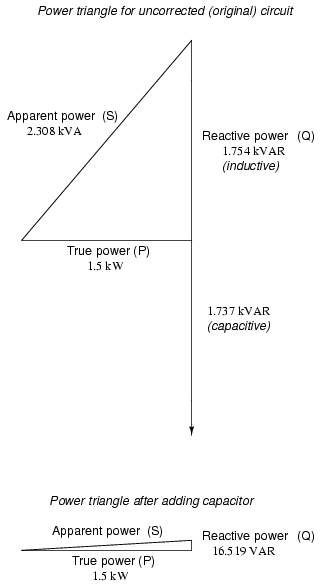 Power triangle for uncorrected (original) circuit
Apparent power (S)
2.308 kVA
Reactive power (Q)
1.754 kVAR
(inductive)
True power (P)
1.5 kW
1.737 kVAR
(capacitive)
Power triangle after adding capacitor
Apparent power (S)
Reactive power (Q)
16.519 VAR
True power (P)
1.5 kW